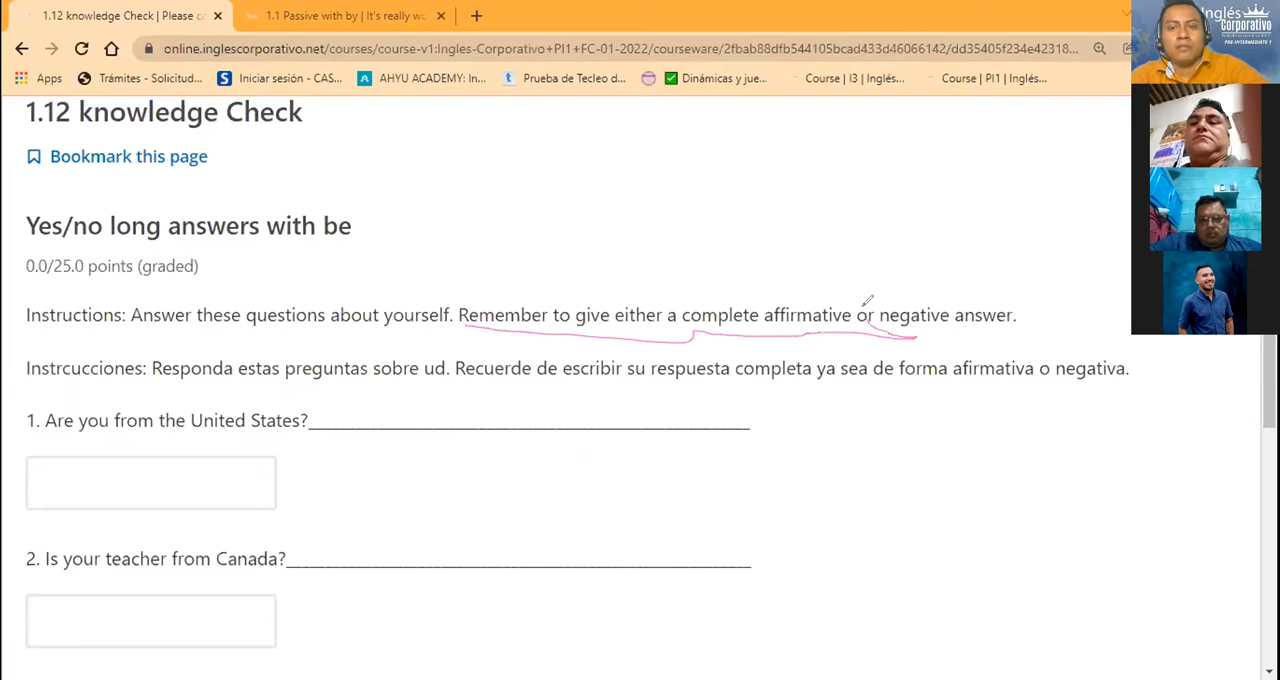 1.12 knowledge Check | Please c
1.1 Passive with by | It's really wo
online.inglescorporativo.net/courses/course-v1:Ingles-Corporativo+PI1+FC-01-2022/courseware/2fbab88dfb544105bcad433d46066142/dd35405f234e42318...
Apps
Trámites - Solicitud...
Iniciar sesión - CAS...
AHYU ACADEMY: In...
Prueba de Tecleo d...
Dinámicas y jue...
Course | I3 | Inglés...
Course | PI1 | Inglés...
Inglés
Corporativo
PRE-INTERMEDIATE 1
1.12 knowledge Check
Bookmark this page
Yes/no long answers with be
0.0/25.0 points (graded)
Instructions: Answer these questions about yourself. Remember to give either a complete affirmative or negative answer.
Instrcucciones: Responda estas preguntas sobre ud. Recuerde de escribir su respuesta completa ya sea de forma afirmativa o negativa.
1. Are you from the United States?
2. Is your teacher from Canada?